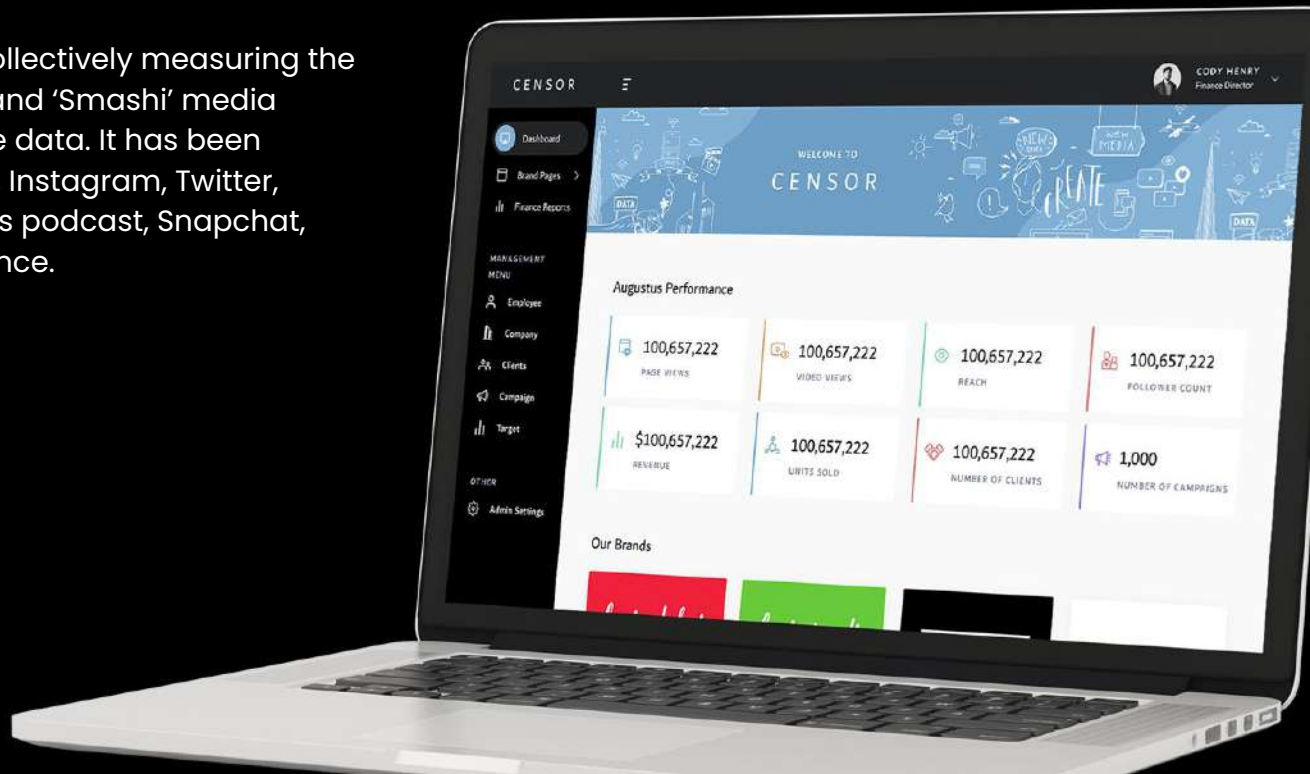 ollectively measuring the
and ‘Smashi’ media
e data. It has been
Instagram, Twitter,
s podcast, Snapchat,
nce.
CENSOR
CODY HENRY
Finance Director
Dashboard
Brand Pages
Finance Reports
MANAGEMENT
MENU
Employee
Company
Clients
Campaign
Target
OTHER
Admin Settings
WELCOME TO
CENSOR
DATA
NEW
NEW
MEDIA
CREATE
DATA
Augustus Performance
100,657,222
PAGE VIEWS
100,657,222
VIDEO VIEWS
100,657,222
REACH
100,657,222
FOLLOWER COUNT
$100,657,222
REVENUE
100,657,222
UNITS SOLD
100,657,222
NUMBER OF CLIENTS
1,000
NUMBER OF CAMPAIGNS
Our Brands